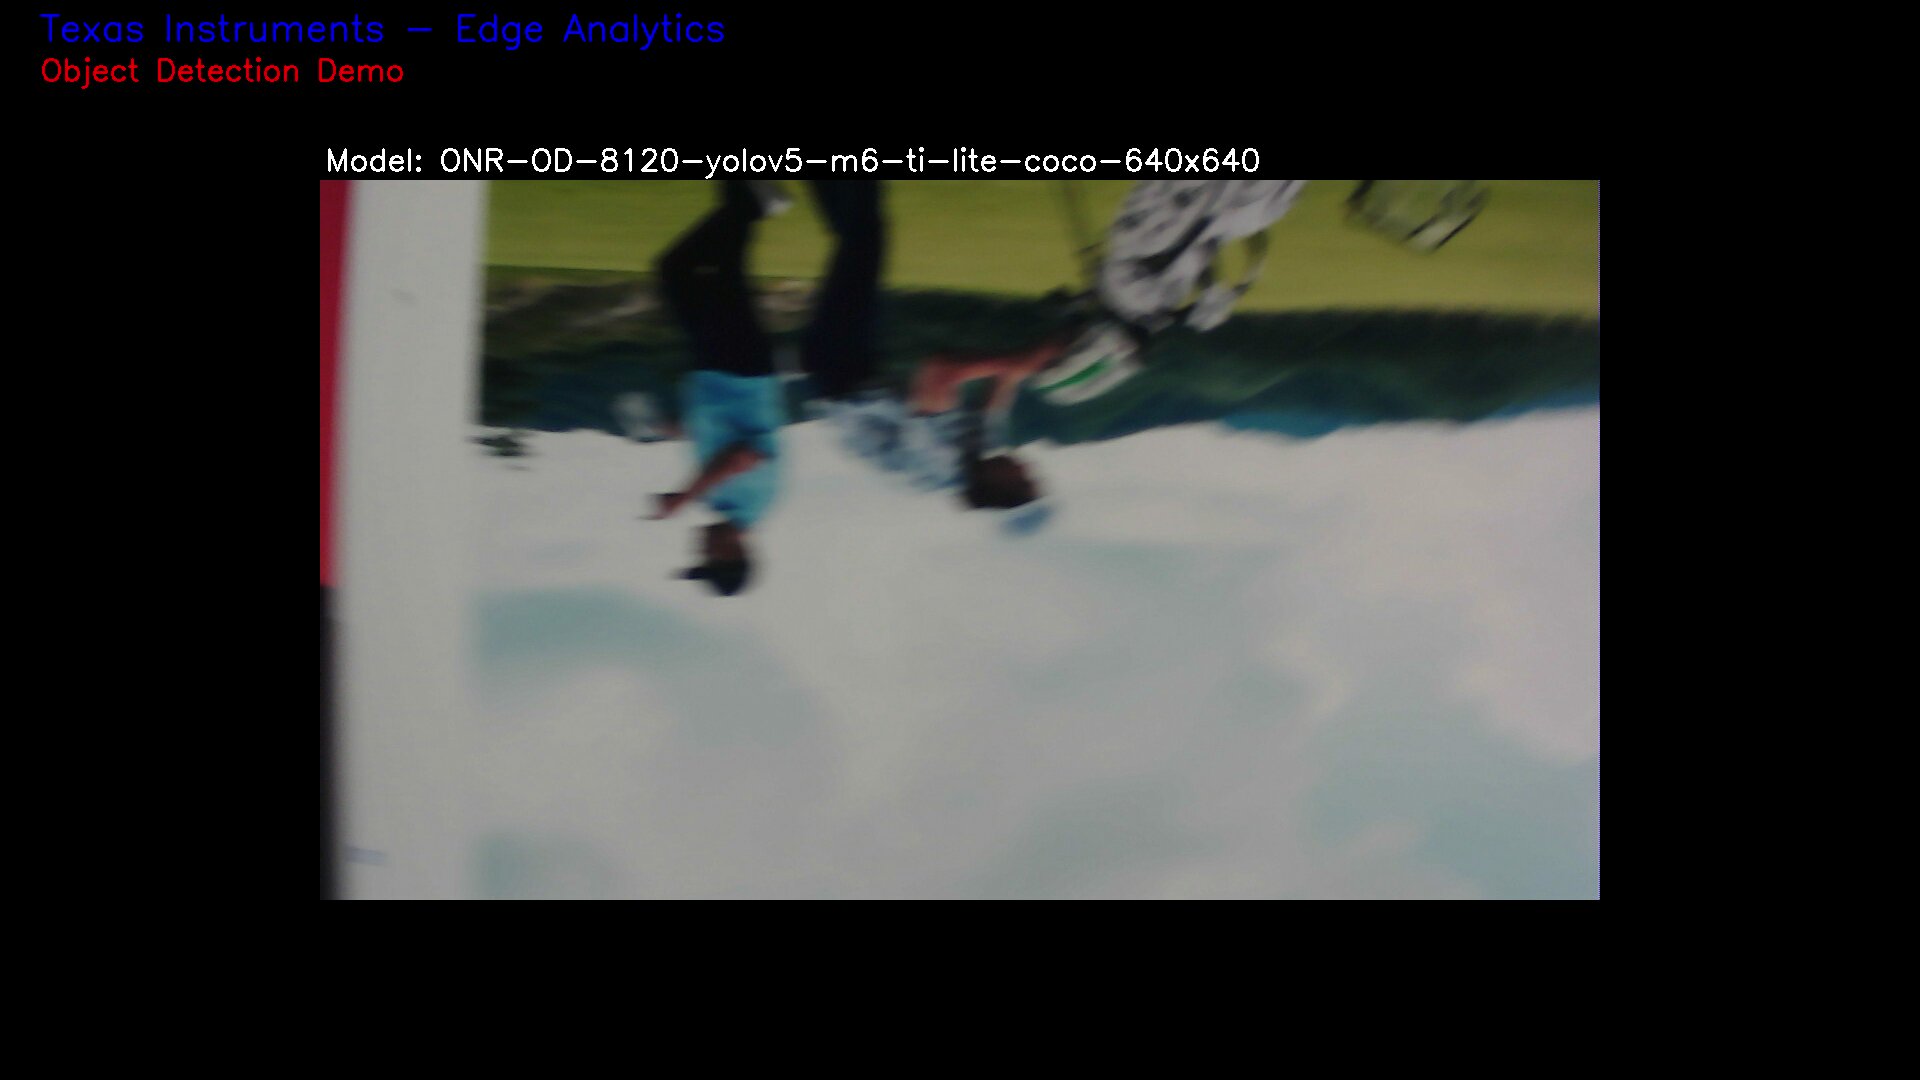 Texas Instruments - Edge Analytics
Object Detection Demo
Model: ONR-OD-8120-yolov5-m6-ti-lite-coco-640x640